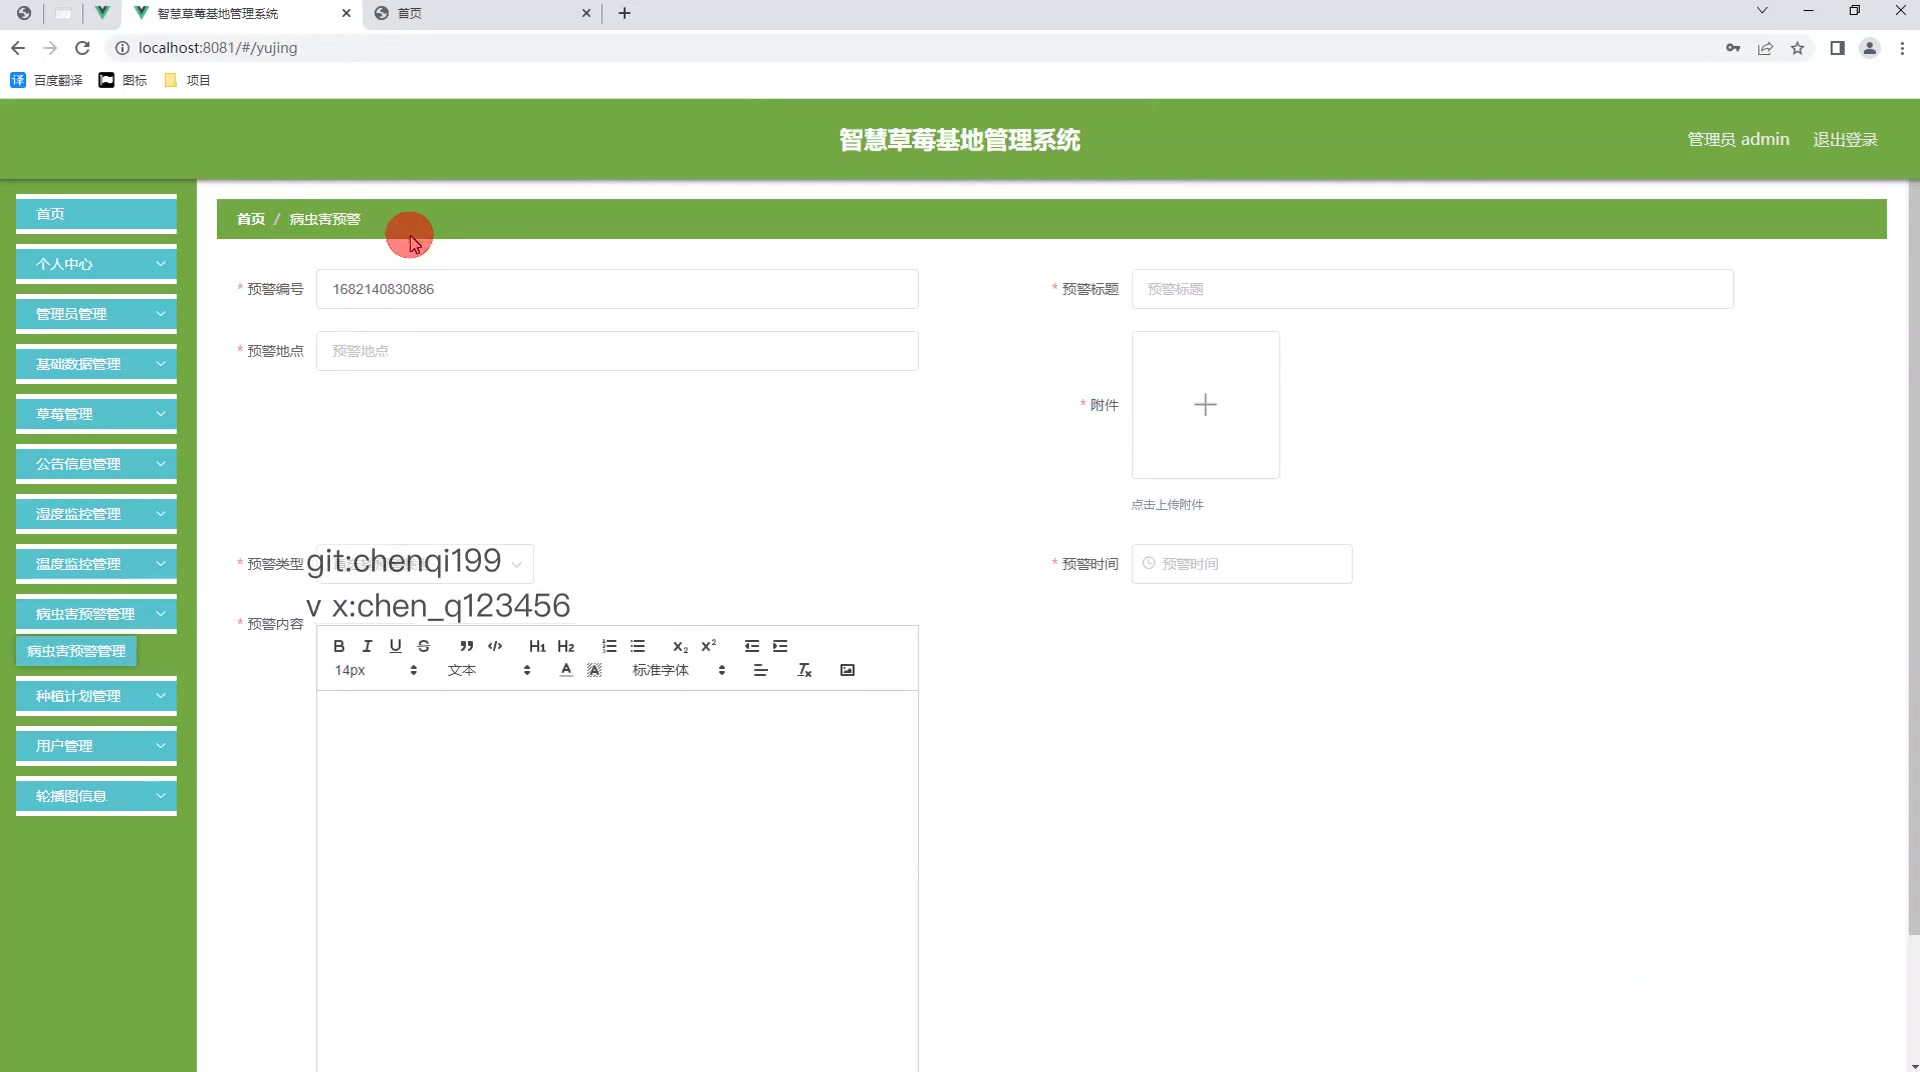 智慧草莓基地管理系统
首页
localhost:8081/#/yujing
百度翻译
图标
项目
智慧草莓基地管理系统
管理员 admin
退出登录
首页
个人中心
管理员管理
基础数据管理
草莓管理
公告信息管理
湿度监控管理
温度监控管理
病虫害预警管理
病虫害预警管理
种植计划管理
用户管理
轮播图信息
首页 / 病虫害预警
* 预警编号
1682140830886
* 预警标题
预警标题
* 预警地点
预警地点
* 附件
点击上传附件
* 预警类型
git:chenqi199
* 预警时间
预警时间
v x:chen_q123456
* 预警内容
B I U S H1 H2 X2 X2
14px
文本
标准字体